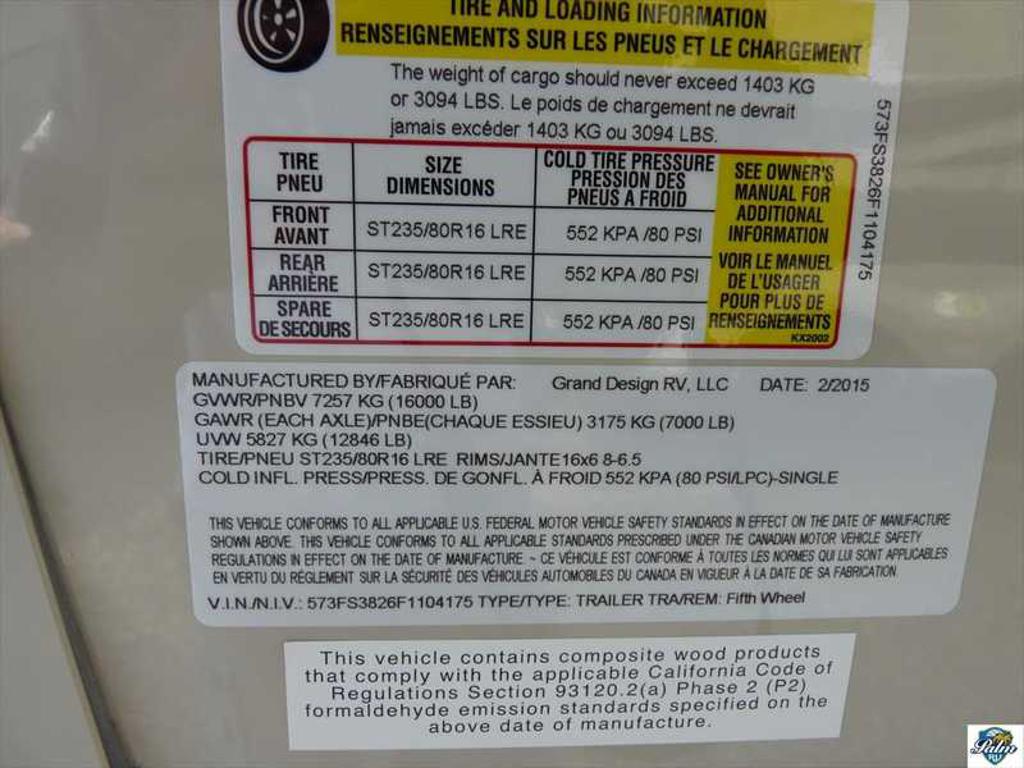 TIRE AND LOADING INFORMATION
RENSEIGNEMENTS SUR LES PNEUS ET LE CHARGEMENT
The weight of cargo should never exceed 1403 KG
or 3094 LBS. Le poids de chargement ne devrait
jamais excéder 1403 KG ou 3094 LBS.
TIRE
PNEU
SIZE
DIMENSIONS
COLD TIRE PRESSURE
PRESSION DES
PNEUS A FROID
FRONT
AVANT
ST235/80R16 LRE
552 KPA /80 PSI
REAR
ARRIÈRE
ST235/80R16 LRE
552 KPA /80 PSI
SPARE
DE SECOURS
ST235/80R16 LRE
552 KPA /80 PSI
SEE OWNER'S
MANUAL FOR
ADDITIONAL
INFORMATION
VOIR LE MANUEL
DE L'USAGER
POUR PLUS DE
RENSEIGNEMENTS
KX2002
573FS3826F1104175
MANUFACTURED BY/FABRIQUÉ PAR: Grand Design RV, LLC DATE: 2/2015
GVWR/PNBV 7257 KG (16000 LB)
GAWR (EACH AXLE)/PNBE(CHAQUE ESSIEU) 3175 KG (7000 LB)
UVW 5827 KG (12846 LB)
TIRE/PNEU ST235/80R16 LRE RIMS/JANTE16x6 8-6.5
COLD INFL. PRESS/PRESS. DE GONFL. À FROID 552 KPA (80 PSI/LPC)-SINGLE
THIS VEHICLE CONFORMS TO ALL APPLICABLE U.S. FEDERAL MOTOR VEHICLE SAFETY STANDARDS IN EFFECT ON THE DATE OF MANUFACTURE
SHOWN ABOVE. THIS VEHICLE CONFORMS TO ALL APPLICABLE STANDARDS PRESCRIBED UNDER THE CANADIAN MOTOR VEHICLE SAFETY
REGULATIONS IN EFFECT ON THE DATE OF MANUFACTURE. ~ CE VÉHICULE EST CONFORME À TOUTES LES NORMES QUI LUI SONT APPLICABLES
EN VERTU DU RÉGLEMENT SUR LA SÉCURITÉ DES VÉHICULES AUTOMOBILES DU CANADA EN VIGUEUR À LA DATE DE SA FABRICATION.
V.I.N./N.I.V.: 573FS3826F1104175 TYPE/TYPE: TRAILER TRA/REM: Fifth Wheel
This vehicle contains composite wood products
that comply with the applicable California Code of
Regulations Section 93120.2(a) Phase 2 (P2)
formaldehyde emission standards specified on the
above date of manufacture.
Palm
RV